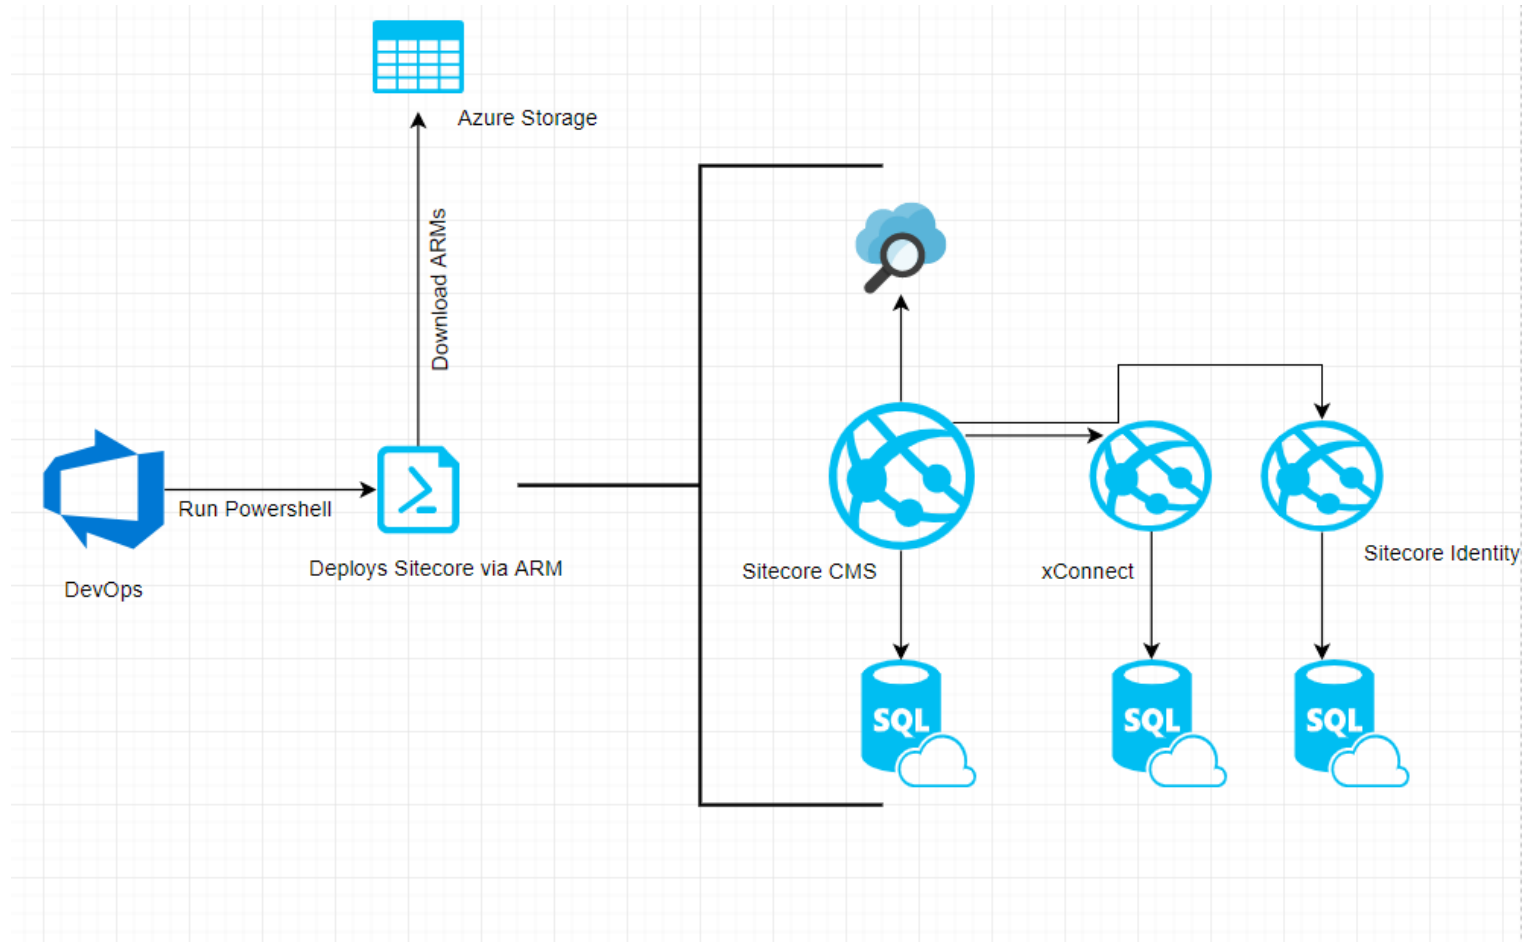 Azure Storage
Download ARMs
Run Powershell
Deploys Sitecore via ARM
DevOps
Sitecore CMS
xConnect
Sitecore Identity
SQL
SQL
SQL